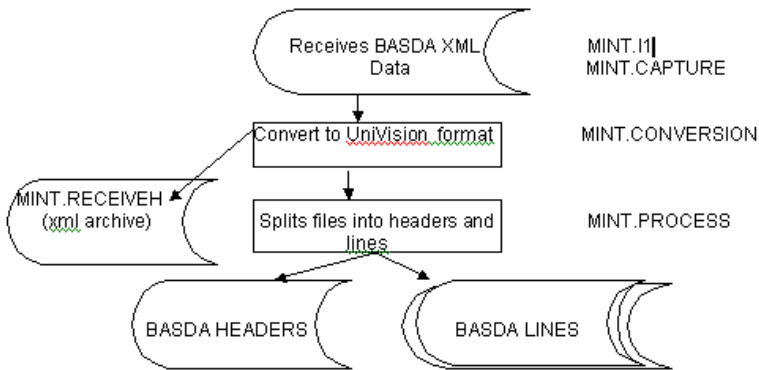 Receives BASDA XML
Data
MINT.I1
MINT.CAPTURE
Convert to UniVision format
MINT.CONVERSION
MINT.RECEIVEH
(xml archive)
Splits files into headers and
lines
MINT.PROCESS
BASDA HEADERS
BASDA LINES